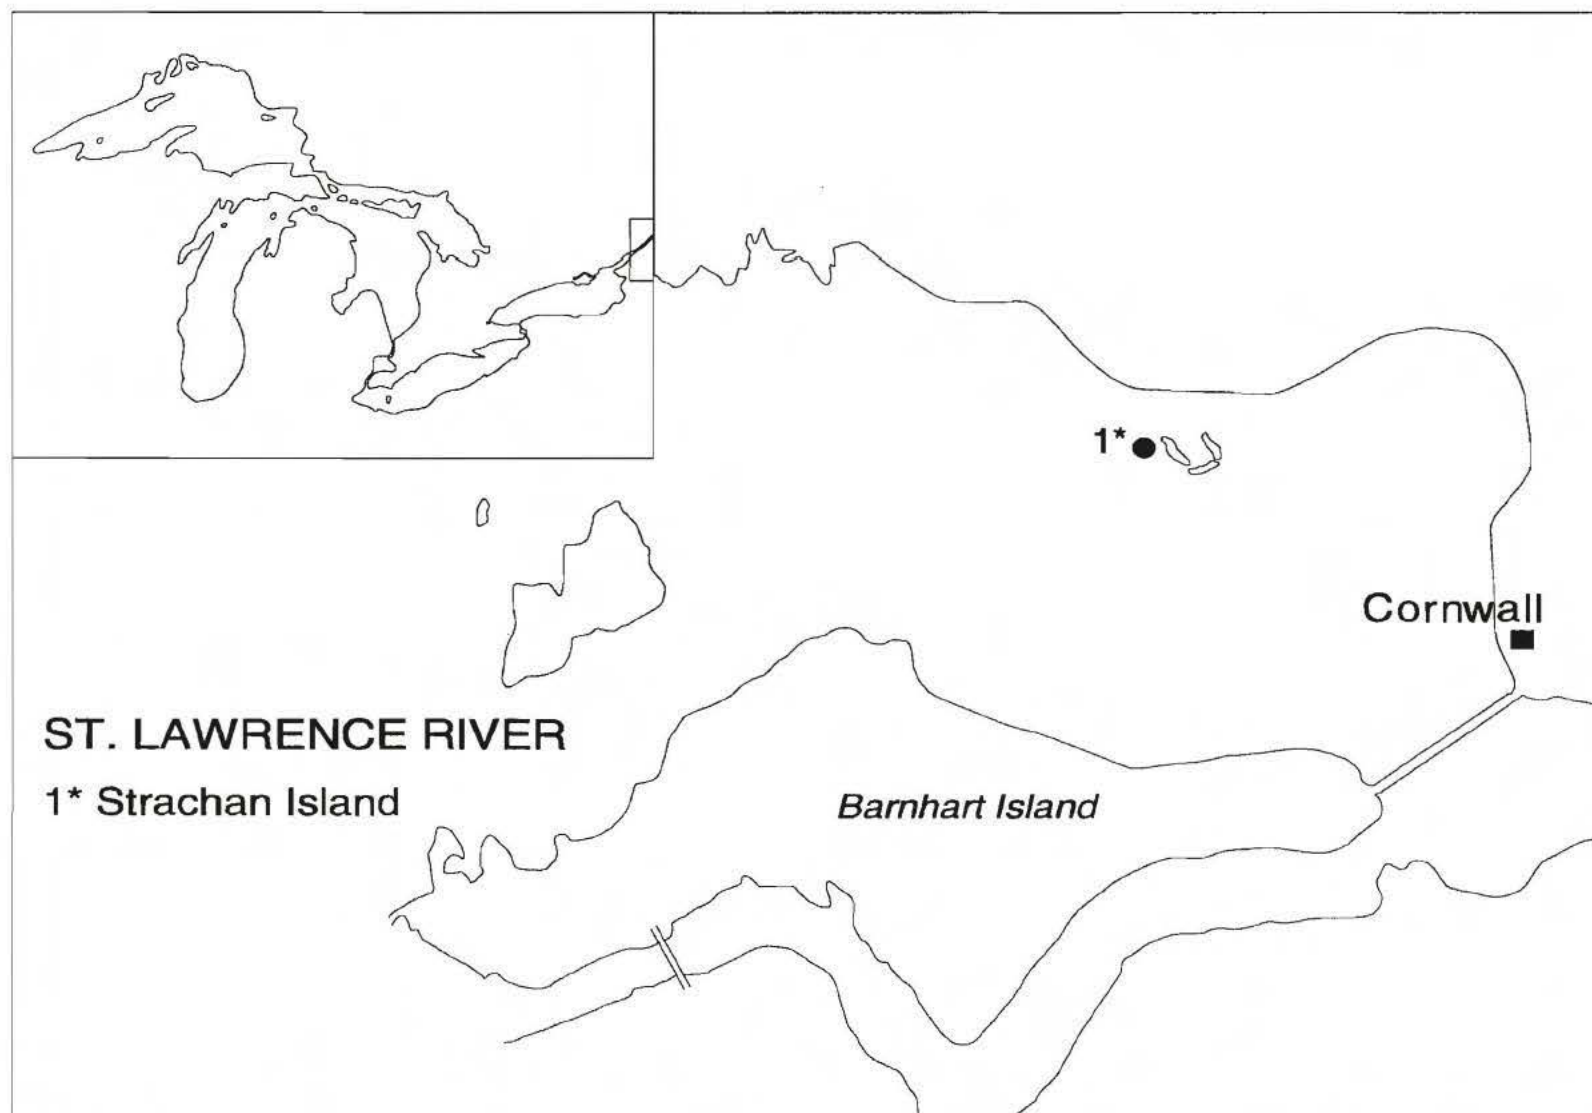 1*
Cornwall
ST. LAWRENCE RIVER
1* Strachan Island
Barnhart Island